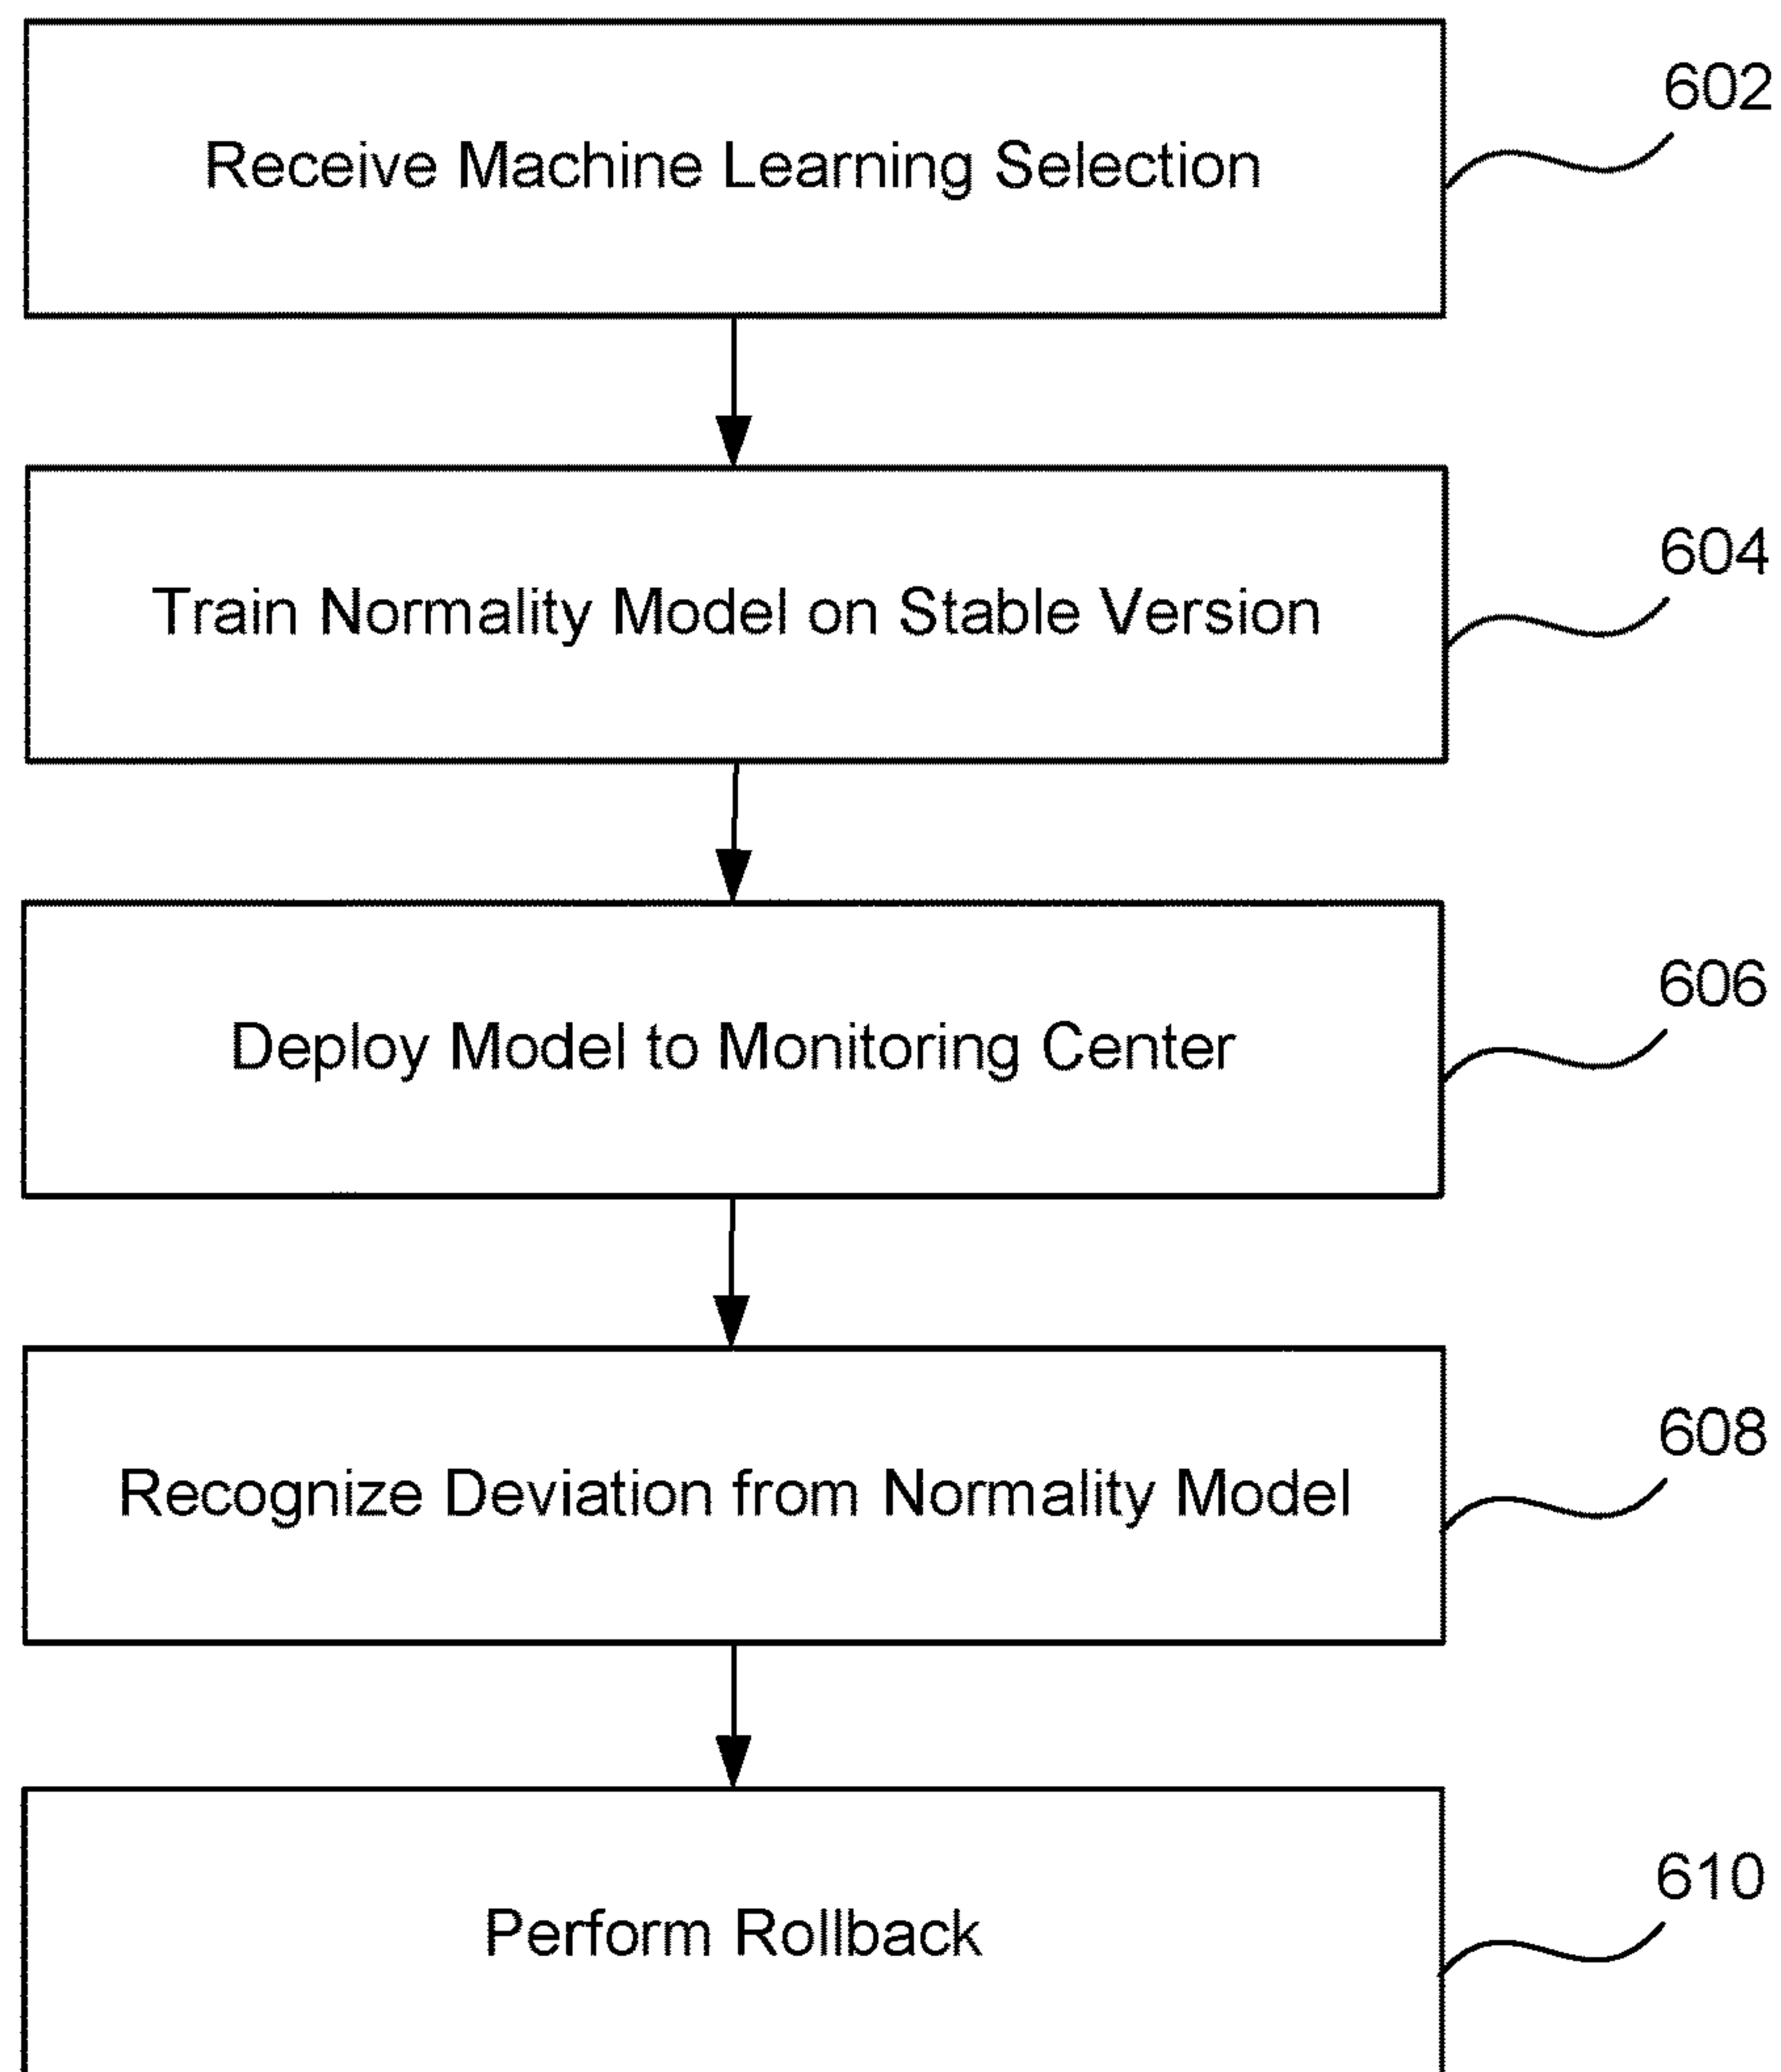 602
Receive Machine Learning Selection
604
Train Normality Model on Stable Version
606
Deploy Model to Monitoring Center
608
Recognize Deviation from Normality Model
610
Perform Rollback